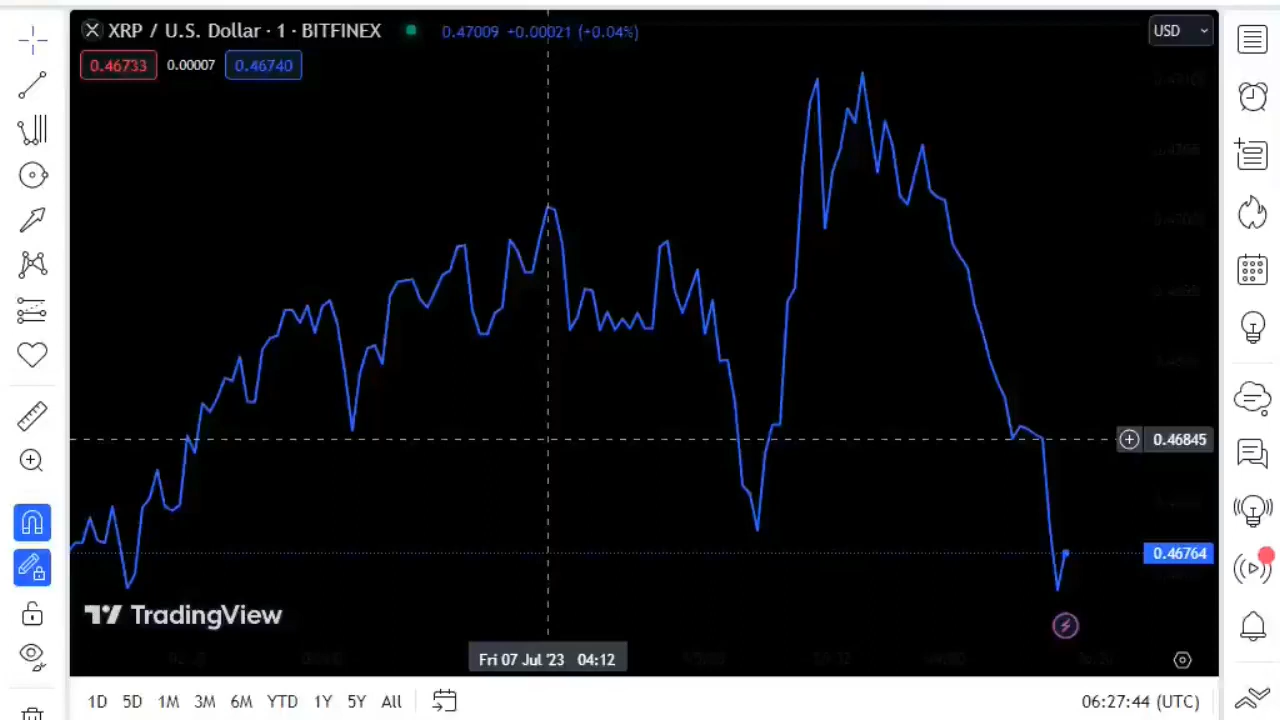 XRP / U.S. Dollar · 1 · BITFINEX 0.47009 +0.00021 (+0.04%)
USD
0.46733 0.00007 0.46740
0.46845
0.46764
TradingView
Fri 07 Jul '23 04:12
1D 5D 1M 3M 6M YTD 1Y 5Y All
06:27:44 (UTC)